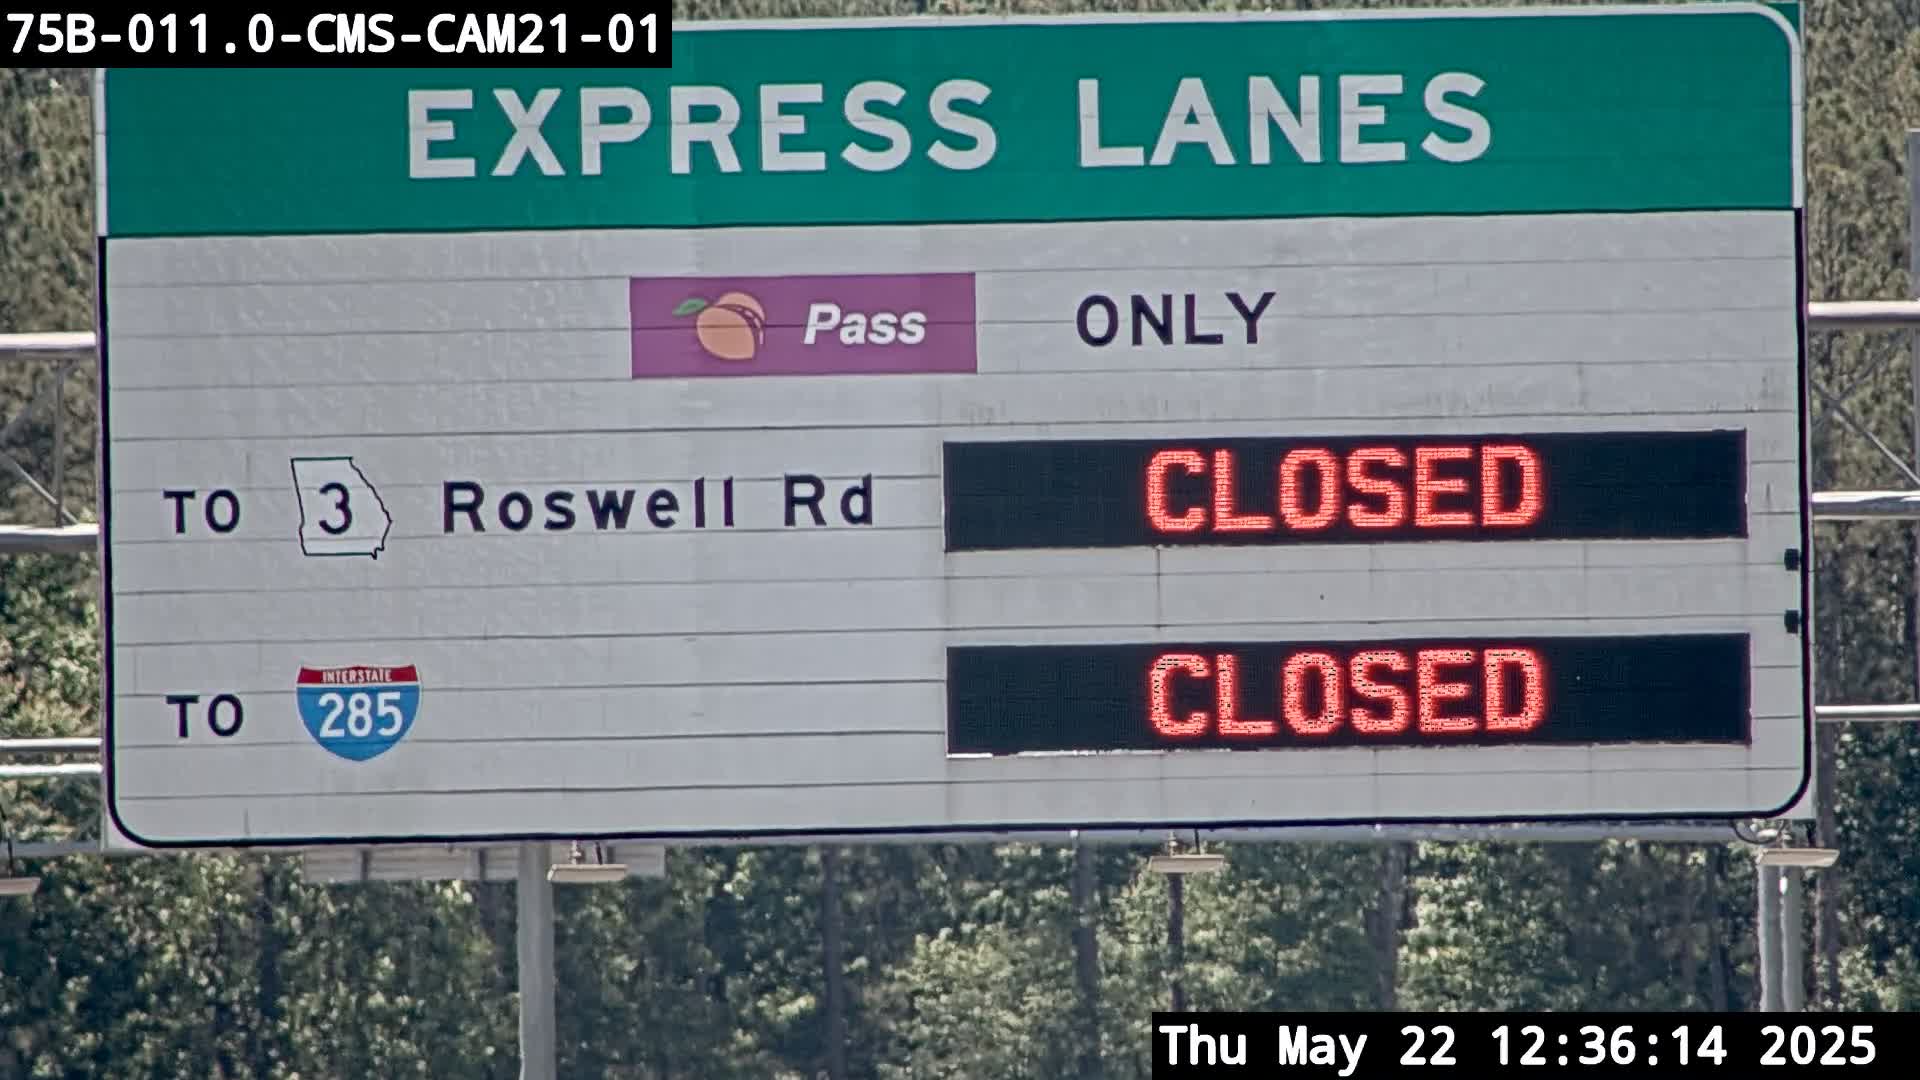 75B-011.0-CMS-CAM21-01
EXPRESS LANES
Pass ONLY
TO 3 Roswell Rd CLOSED
INTERSTATE
TO 285 CLOSED
Thu May 22 12:36:14 2025